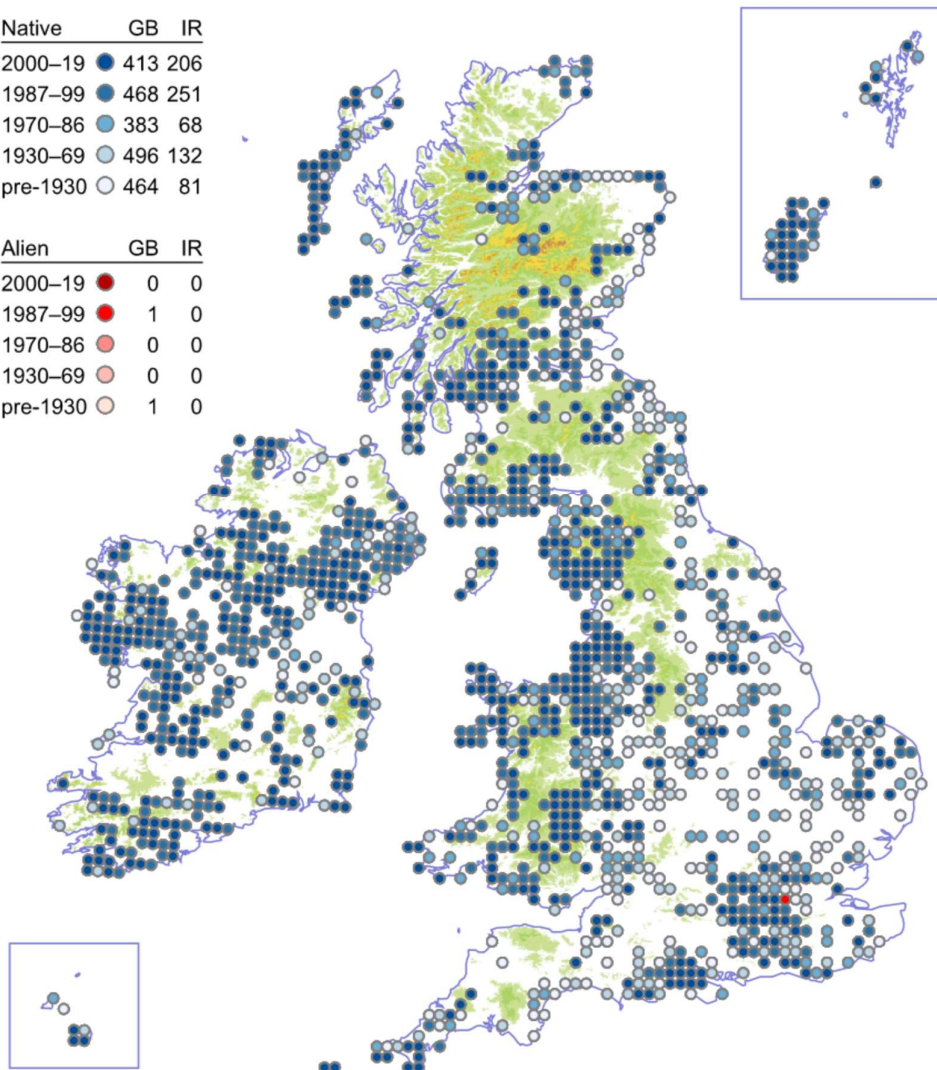 Native GB IR
2000–19 413 206
1987–99 468 251
1970–86 383 68
1930–69 496 132
pre-1930 464 81
Alien GB IR
2000–19 0 0
1987–99 1 0
1970–86 0 0
1930–69 0 0
pre-1930 1 0